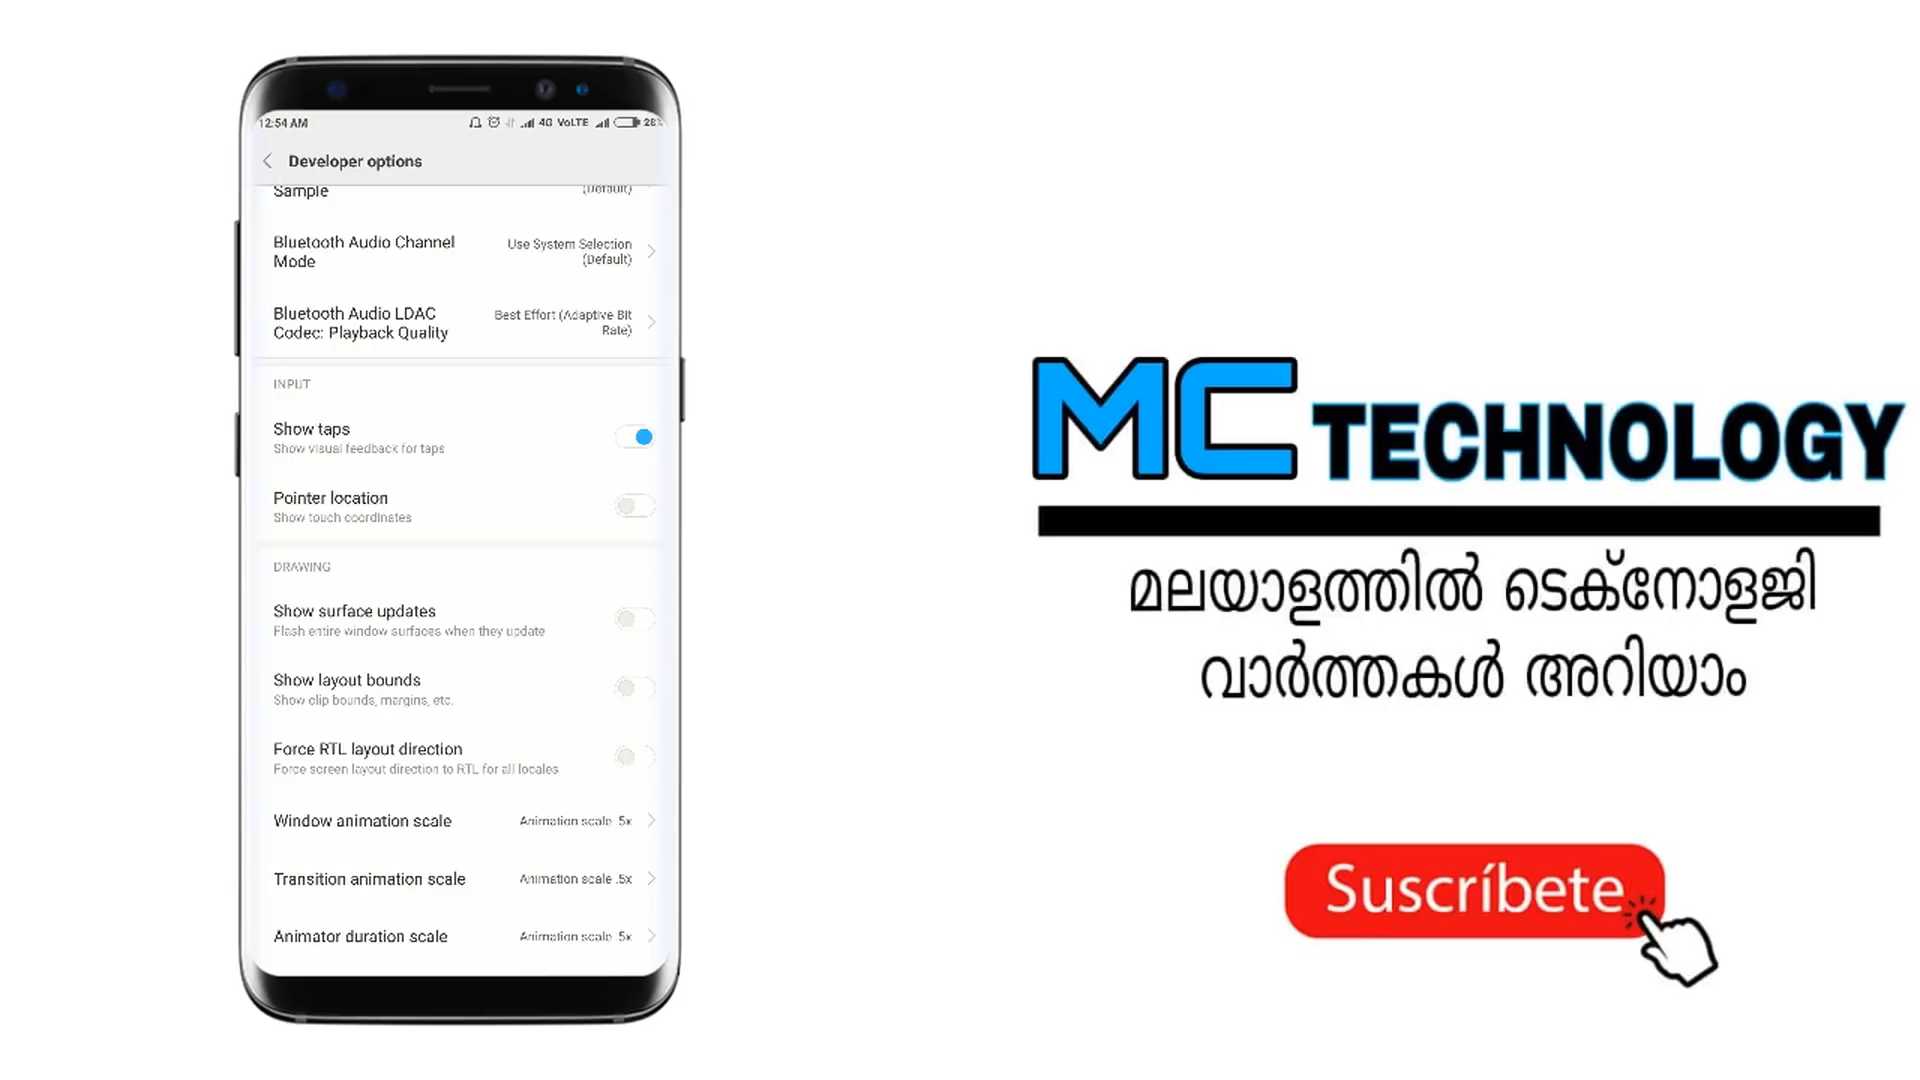 12:54 AM 4G VoLTE 28%
Developer options
Sample (Default)
Bluetooth Audio Channel Mode
Use System Selection (Default)
Bluetooth Audio LDAC Codec: Playback Quality
Best Effort (Adaptive Bit Rate)
INPUT
Show taps
Show visual feedback for taps
Pointer location
Show touch coordinates
DRAWING
Show surface updates
Flash entire window surfaces when they update
Show layout bounds
Show clip bounds, margins, etc.
Force RTL layout direction
Force screen layout direction to RTL for all locales
Window animation scale Animation scale .5x
Transition animation scale Animation scale .5x
Animator duration scale Animation scale .5x
MC TECHNOLOGY
മലയാളത്തിൽ ടെക്നോളജി
വാർത്തകൾ അറിയാം
Suscríbete